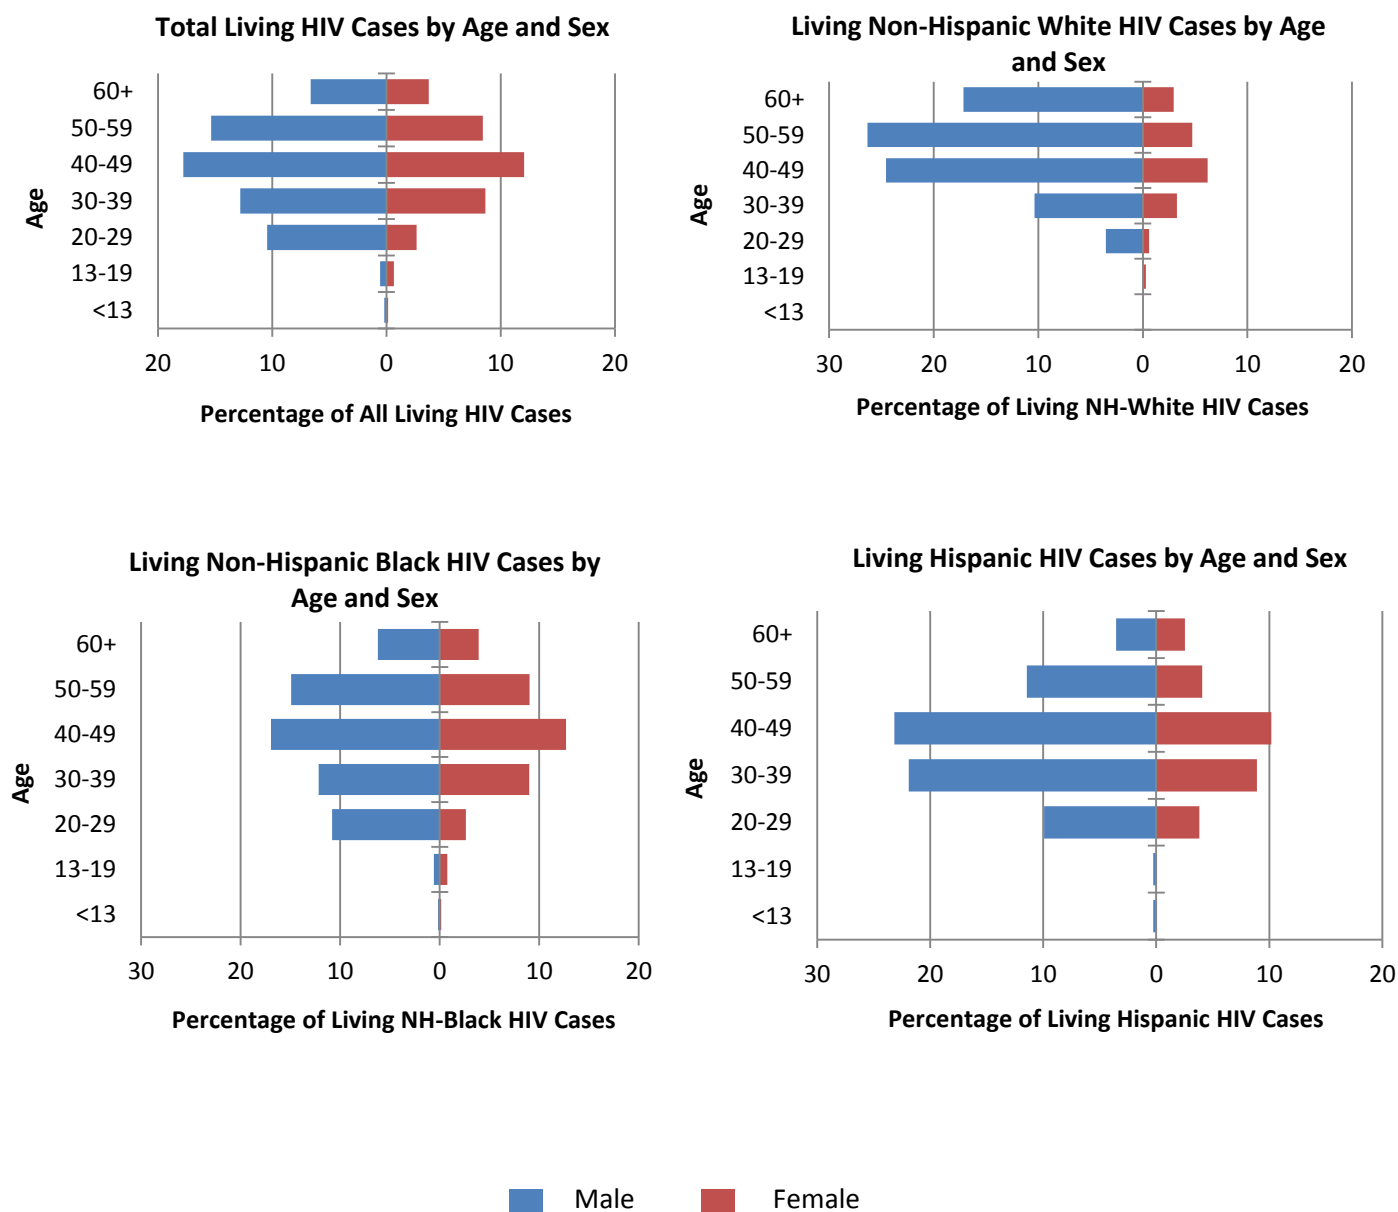 Total Living HIV Cases by Age and Sex
60+
50-59
40-49
30-39
20-29
13-19
<13
Age
20 10 0 10 20
Percentage of All Living HIV Cases
Living Non-Hispanic White HIV Cases by Age
and Sex
60+
50-59
40-49
30-39
20-29
13-19
<13
Age
30 20 10 0 10 20
Percentage of Living NH-White HIV Cases
Living Non-Hispanic Black HIV Cases by
Age and Sex
60+
50-59
40-49
30-39
20-29
13-19
<13
Age
30 20 10 0 10 20
Percentage of Living NH-Black HIV Cases
Living Hispanic HIV Cases by Age and Sex
60+
50-59
40-49
30-39
20-29
13-19
<13
Age
30 20 10 0 10 20
Percentage of Living Hispanic HIV Cases
Male Female